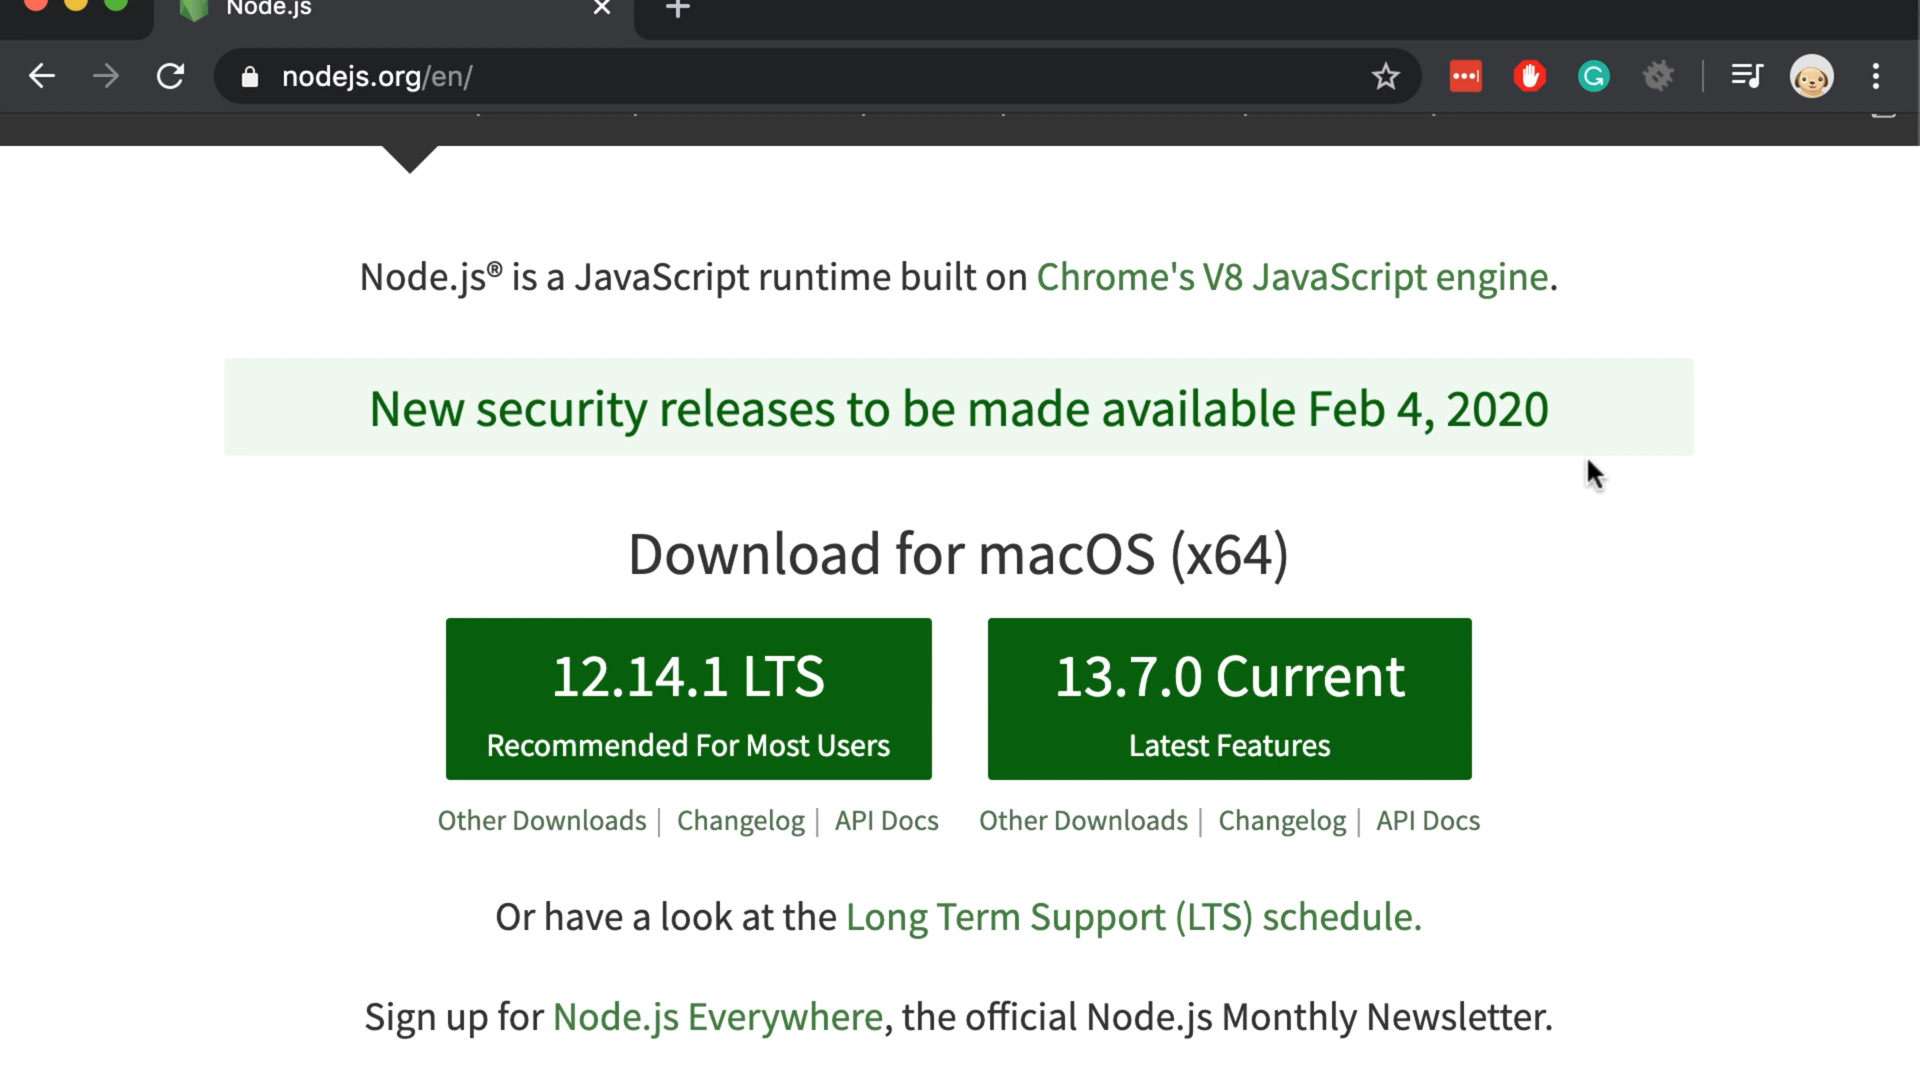 Node.js
nodejs.org/en/
Node.js® is a JavaScript runtime built on Chrome's V8 JavaScript engine.
New security releases to be made available Feb 4, 2020
Download for macOS (x64)
12.14.1 LTS
Recommended For Most Users
13.7.0 Current
Latest Features
Other Downloads | Changelog | API Docs
Other Downloads | Changelog | API Docs
Or have a look at the Long Term Support (LTS) schedule.
Sign up for Node.js Everywhere, the official Node.js Monthly Newsletter.